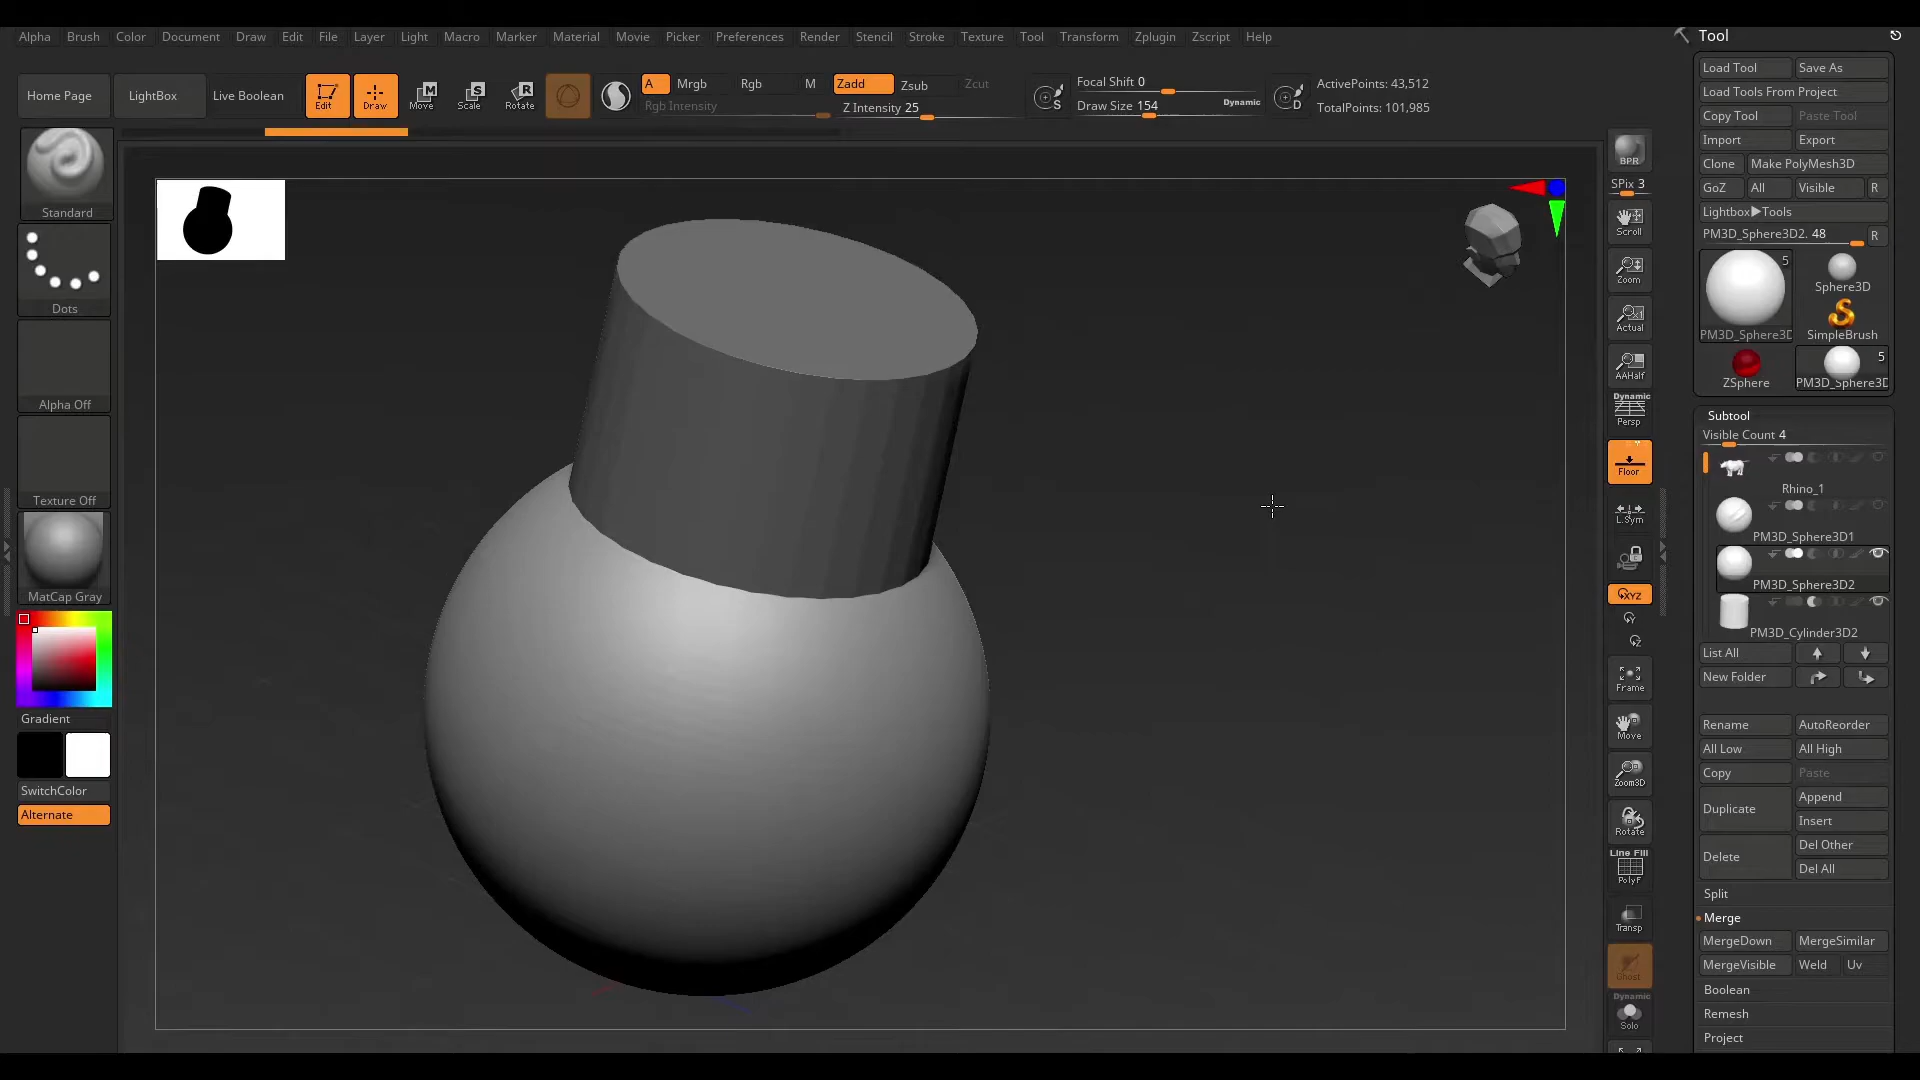 Alpha Brush Color Document Draw Edit File Layer Light Macro Marker Material Movie Picker Preferences Render Stencil Stroke Texture Tool Transform Zplugin Zscript Help
Tool
Home Page
LightBox
Live Boolean
Edit
Draw
Move
Scale
Rotate
A
Mrgb
Rgb
M
Zadd
Zsub
Zcut
Rgb Intensity
Z Intensity 25
S
Focal Shift 0
Draw Size 154
Dynamic
D
ActivePoints: 43,512
TotalPoints: 101,985
Standard
Dots
Alpha Off
Texture Off
MatCap Gray
Gradient
SwitchColor
Alternate
BPR
SPix 3
Scroll
Zoom
Actual
AAHalf
Dynamic
Persp
Floor
L.Sym
XYZ
Y
Z
Frame
Move
Zoom3D
Rotate
Line Fill
PolyF
Transp
Ghost
Dynamic
Solo
Load Tool
Save As
Load Tools From Project
Copy Tool
Paste Tool
Import
Export
Clone
Make PolyMesh3D
GoZ
All
Visible
R
Lightbox▶Tools
PM3D_Sphere3D2. 48
R
5
PM3D_Sphere3D
Sphere3D
SimpleBrush
ZSphere
5
PM3D_Sphere3D
Subtool
Visible Count 4
Rhino_1
PM3D_Sphere3D1
PM3D_Sphere3D2
PM3D_Cylinder3D2
List All
New Folder
Rename
AutoReorder
All Low
All High
Copy
Paste
Duplicate
Append
Insert
Delete
Del Other
Del All
Split
Merge
MergeDown
MergeSimilar
MergeVisible
Weld
Uv
Boolean
Remesh
Project